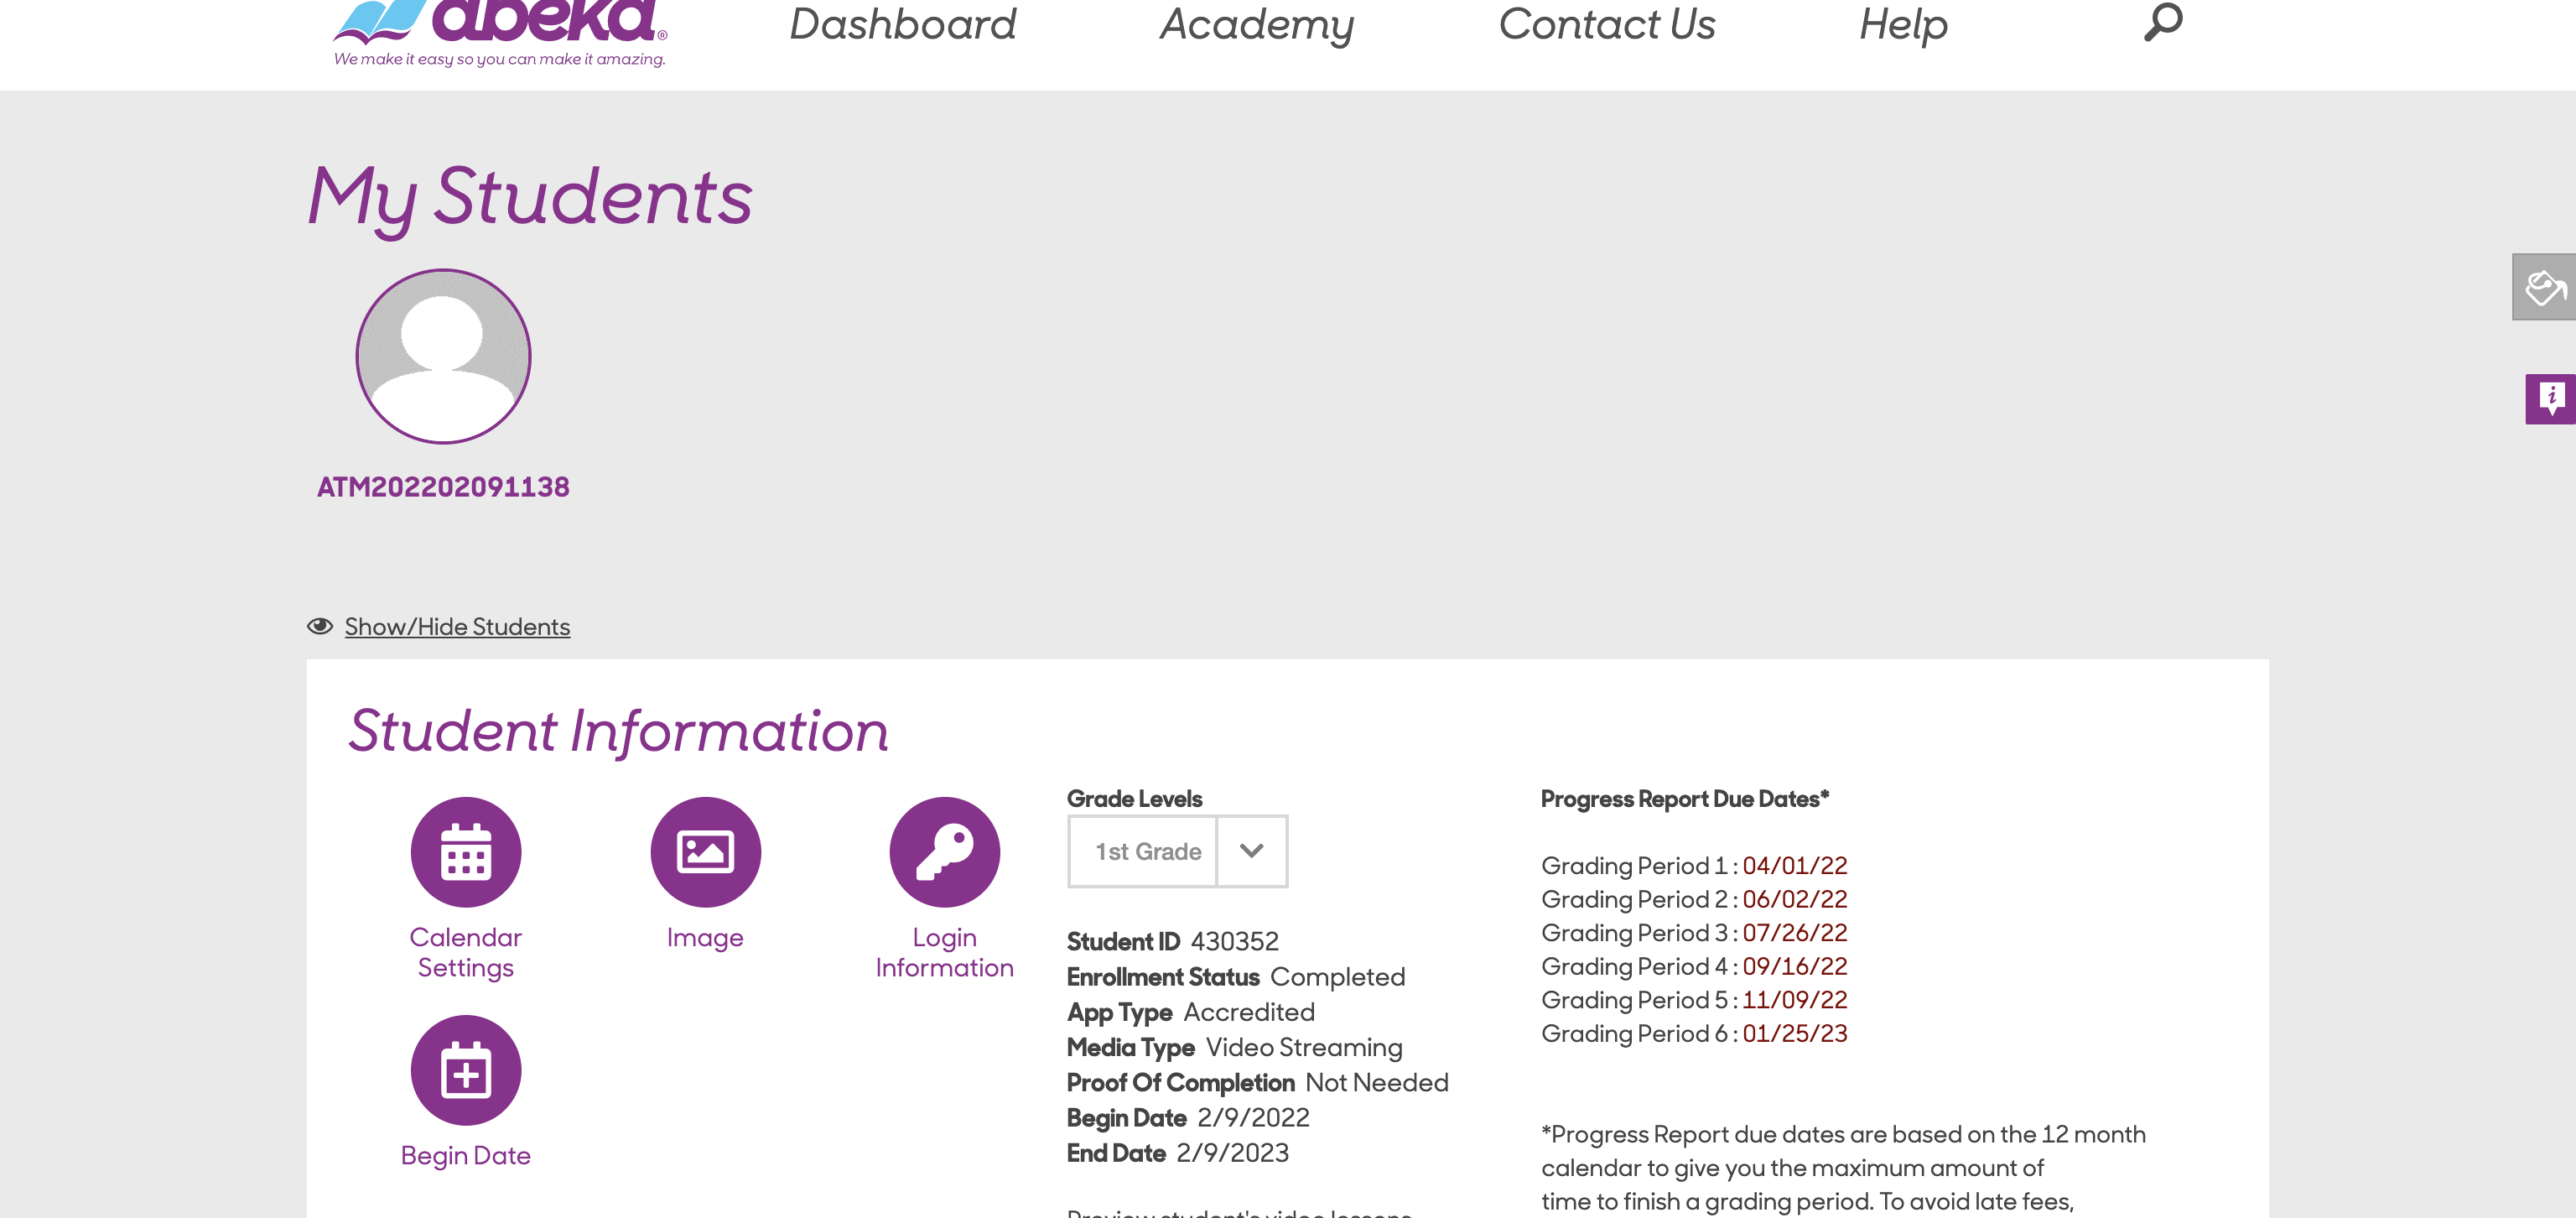 abeka®
We make it easy so you can make it amazing.
Dashboard
Academy
Contact Us
Help
My Students
ATM202202091138
Show/Hide Students
Student Information
Calendar
Settings
Image
Login
Information
Begin Date
Grade Levels
1st Grade
Student ID 430352
Enrollment Status Completed
App Type Accredited
Media Type Video Streaming
Proof Of Completion Not Needed
Begin Date 2/9/2022
End Date 2/9/2023
Preview student's video lessons
Progress Report Due Dates*
Grading Period 1 : 04/01/22
Grading Period 2 : 06/02/22
Grading Period 3 : 07/26/22
Grading Period 4 : 09/16/22
Grading Period 5 : 11/09/22
Grading Period 6 : 01/25/23
*Progress Report due dates are based on the 12 month
calendar to give you the maximum amount of
time to finish a grading period. To avoid late fees,